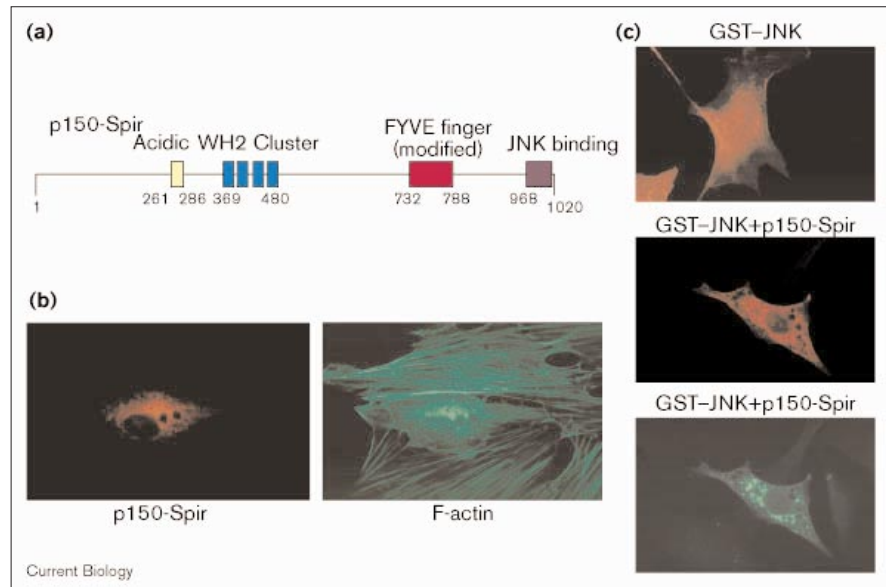 (a)
p150-Spir
Acidic WH2 Cluster
FYVE finger
(modified)
JNK binding
1
261 286 369 480
732 788 968 1020
(b)
p150-Spir
F-actin
(c)
GST–JNK
GST–JNK+p150-Spir
GST–JNK+p150-Spir
Current Biology